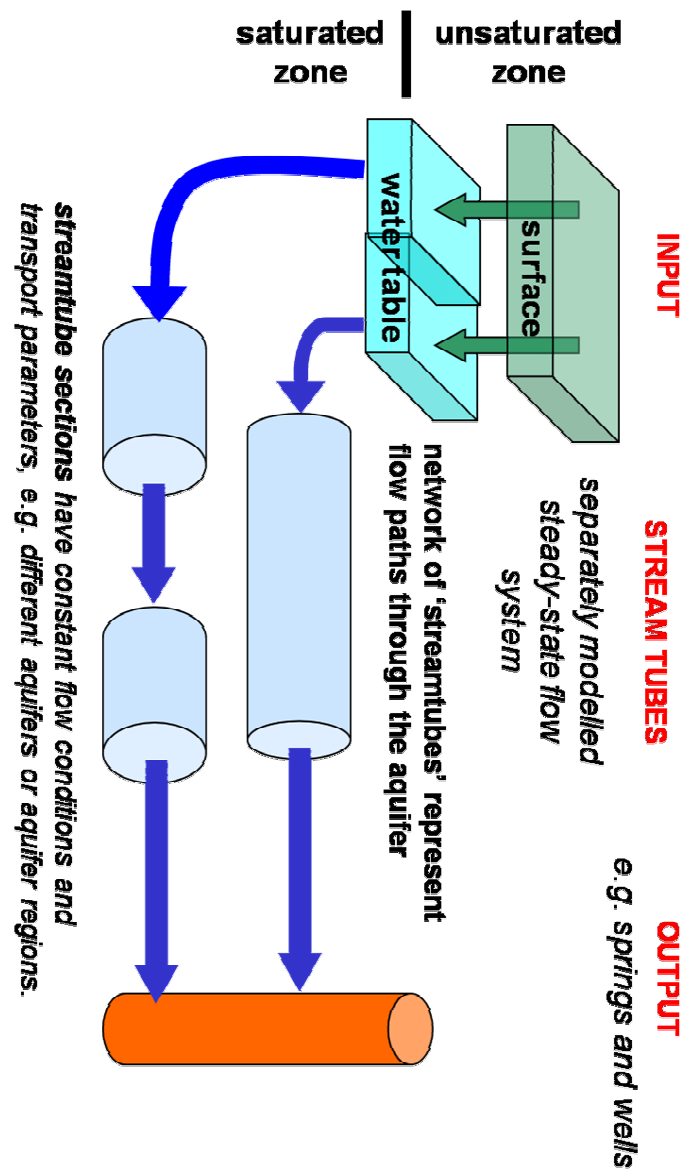 saturated
zone
unsaturated
zone
INPUT
STREAM TUBES
OUTPUT
surface
water table
separately modelled
steady-state flow
system
e.g. springs and wells
network of ‘streamtubes’ represent
flow paths through the aquifer
streamtube sections have constant flow conditions and
transport parameters, e.g. different aquifers or aquifer regions.